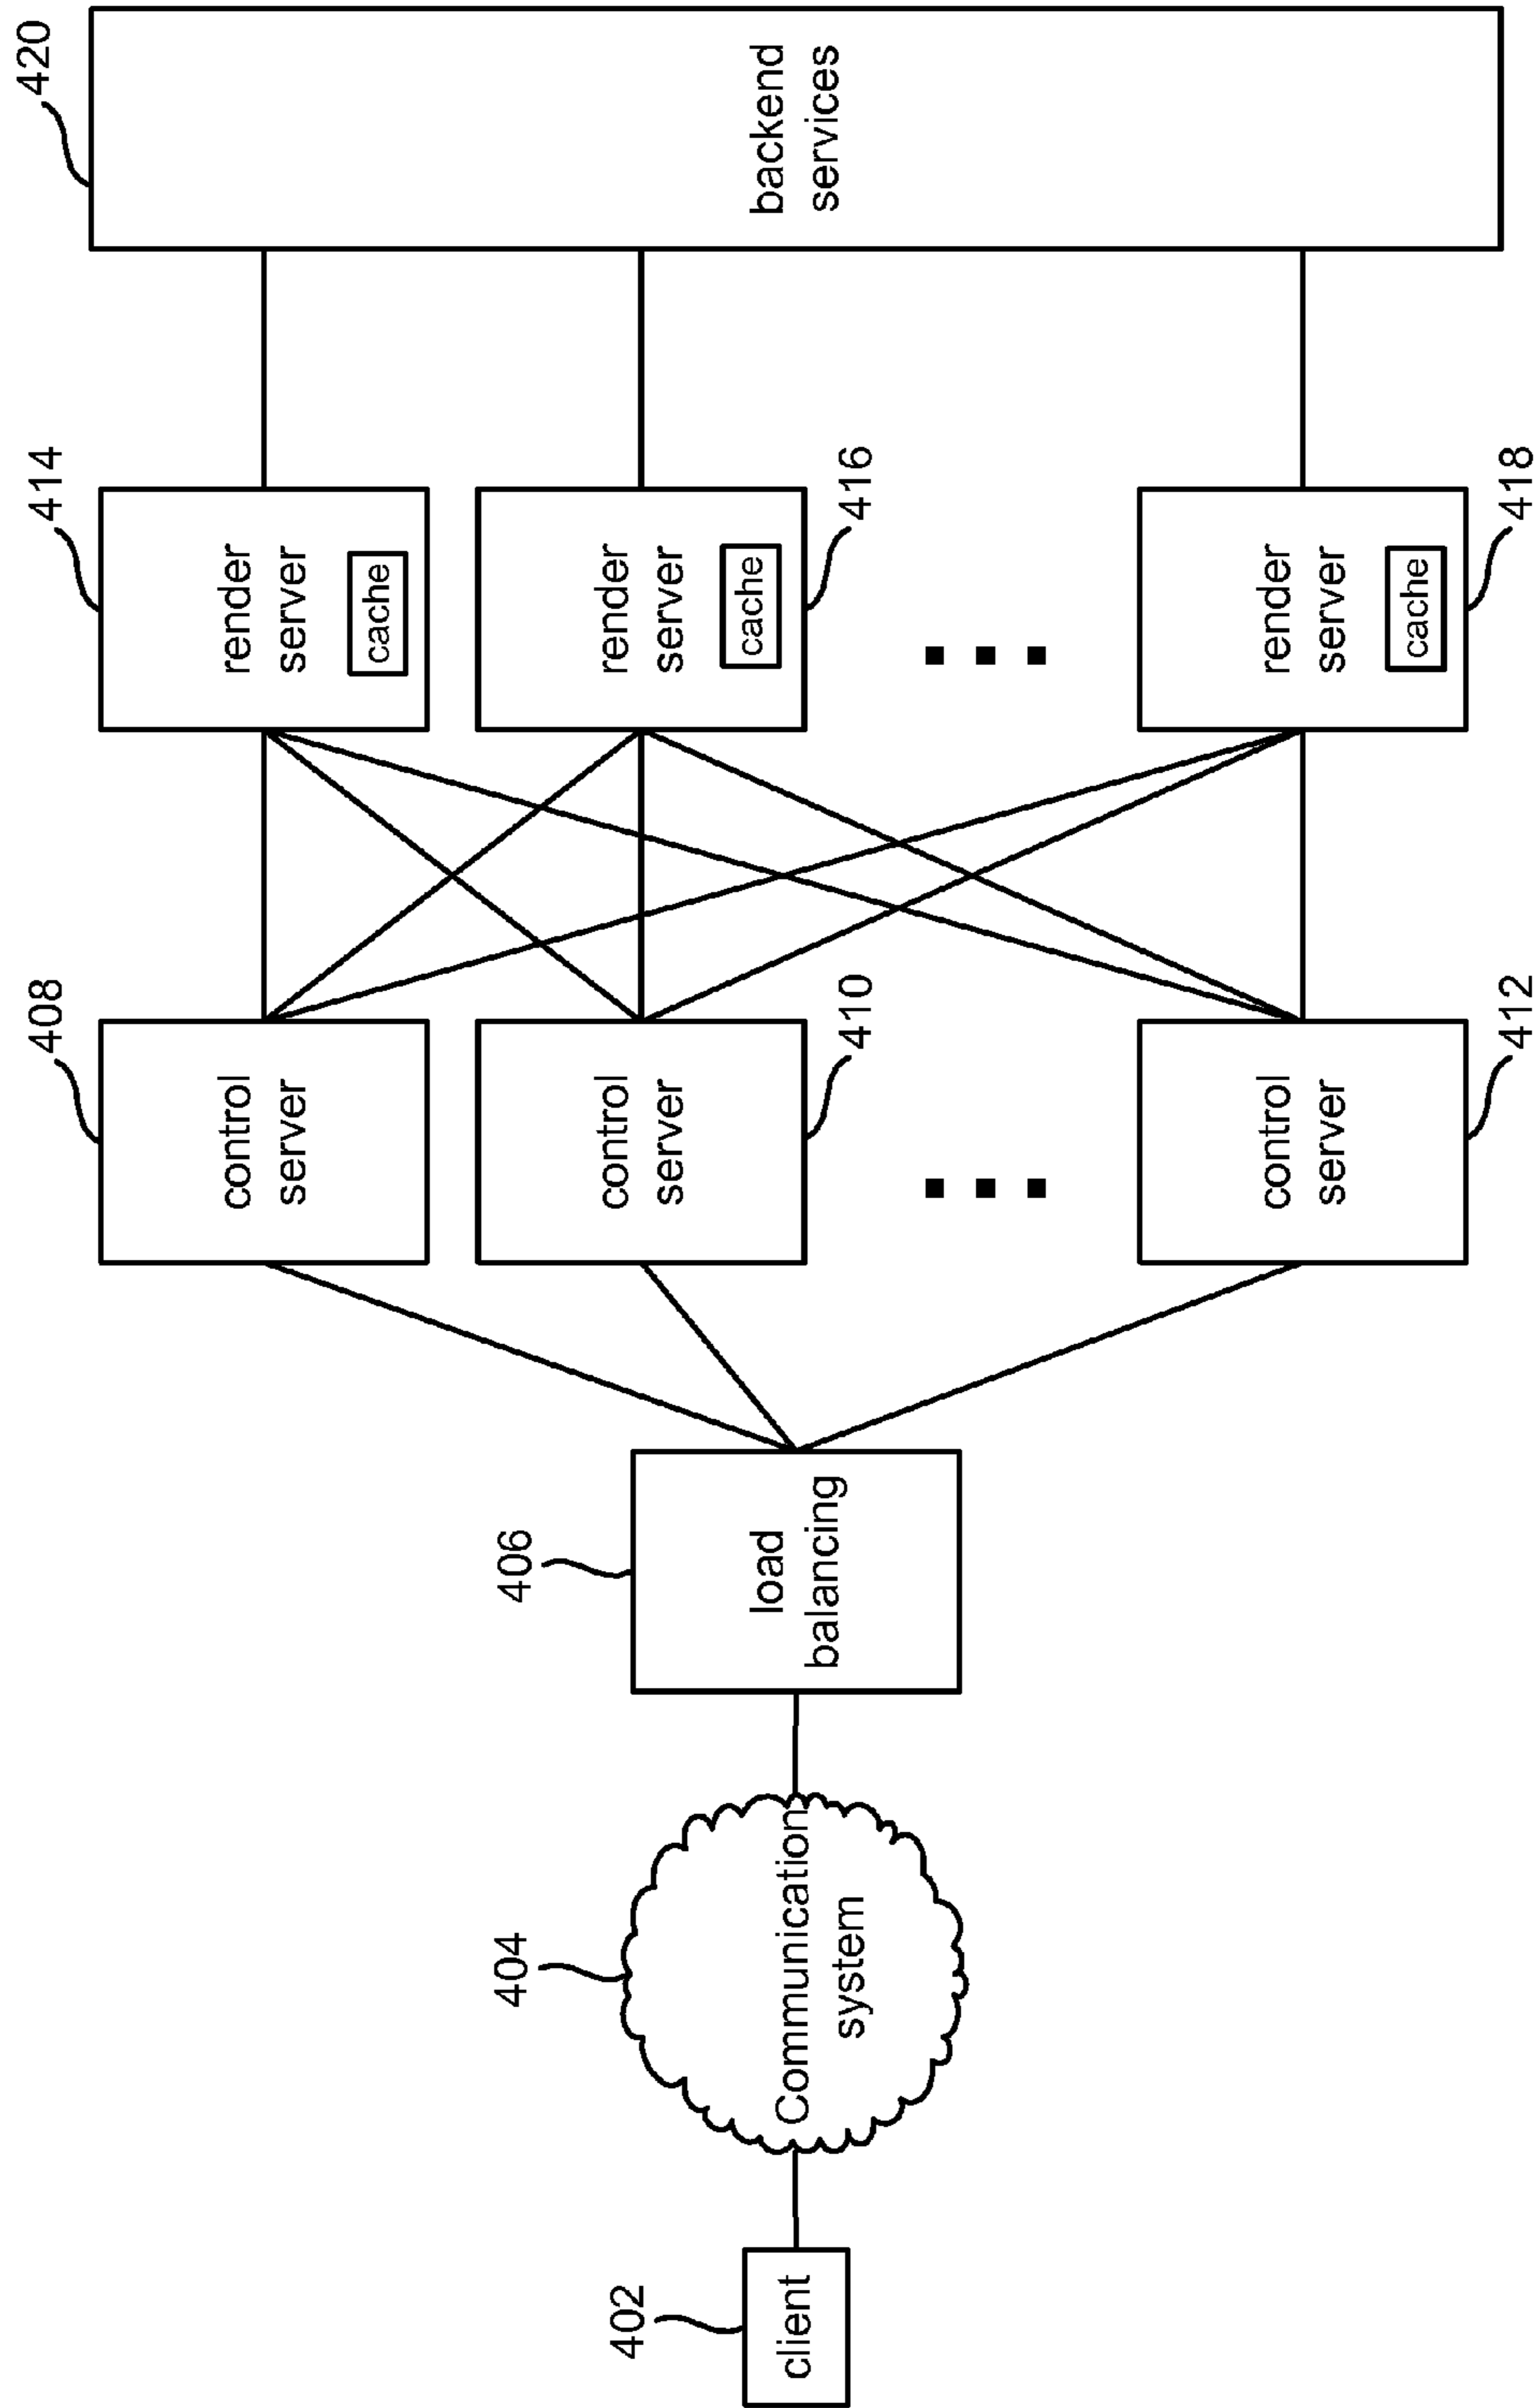 402
client
404
Communication
system
406
load
balancing
408
control
server
410
control
server
412
control
server
414
render
server
cache
416
render
server
cache
418
render
server
cache
420
backend
services